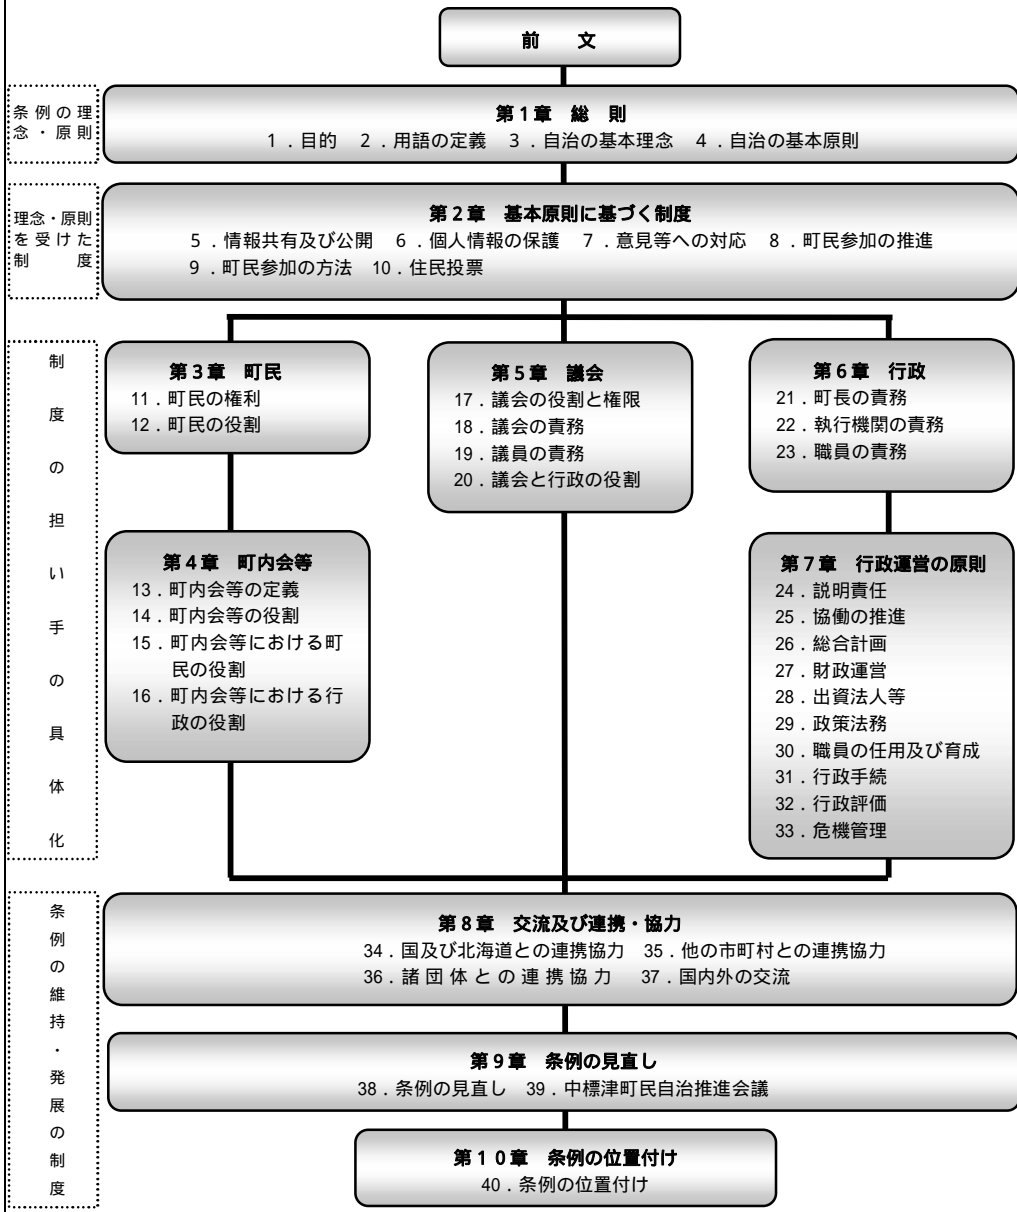 前　文
条例の理
念・原則
第１章　総　則
1．目的　2．用語の定義　3．自治の基本理念　4．自治の基本原則
理念・原則
を受けた
制　度
第２章　基本原則に基づく制度
5．情報共有及び公開　6．個人情報の保護　7．意見等への対応　8．町民参加の推進
9．町民参加の方法　10．住民投票
制度の担い手の具体化
第３章　町民
11．町民の権利
12．町民の役割
第４章　町内会等
13．町内会等の定義
14．町内会等の役割
15．町内会等における町
民の役割
16．町内会等における行
政の役割
第５章　議会
17．議会の役割と権限
18．議会の責務
19．議員の責務
20．議会と行政の役割
第６章　行政
21．町長の責務
22．執行機関の責務
23．職員の責務
第７章　行政運営の原則
24．説明責任
25．協働の推進
26．総合計画
27．財政運営
28．出資法人等
29．政策法務
30．職員の任用及び育成
31．行政手続
32．行政評価
33．危機管理
条例の維持・発展の制度
第８章　交流及び連携・協力
34．国及び北海道との連携協力　35．他の市町村との連携協力
36．諸団体との連携協力　37．国内外の交流
第９章　条例の見直し
38．条例の見直し　39．中標津町民自治推進会議
第１０章　条例の位置付け
40．条例の位置付け